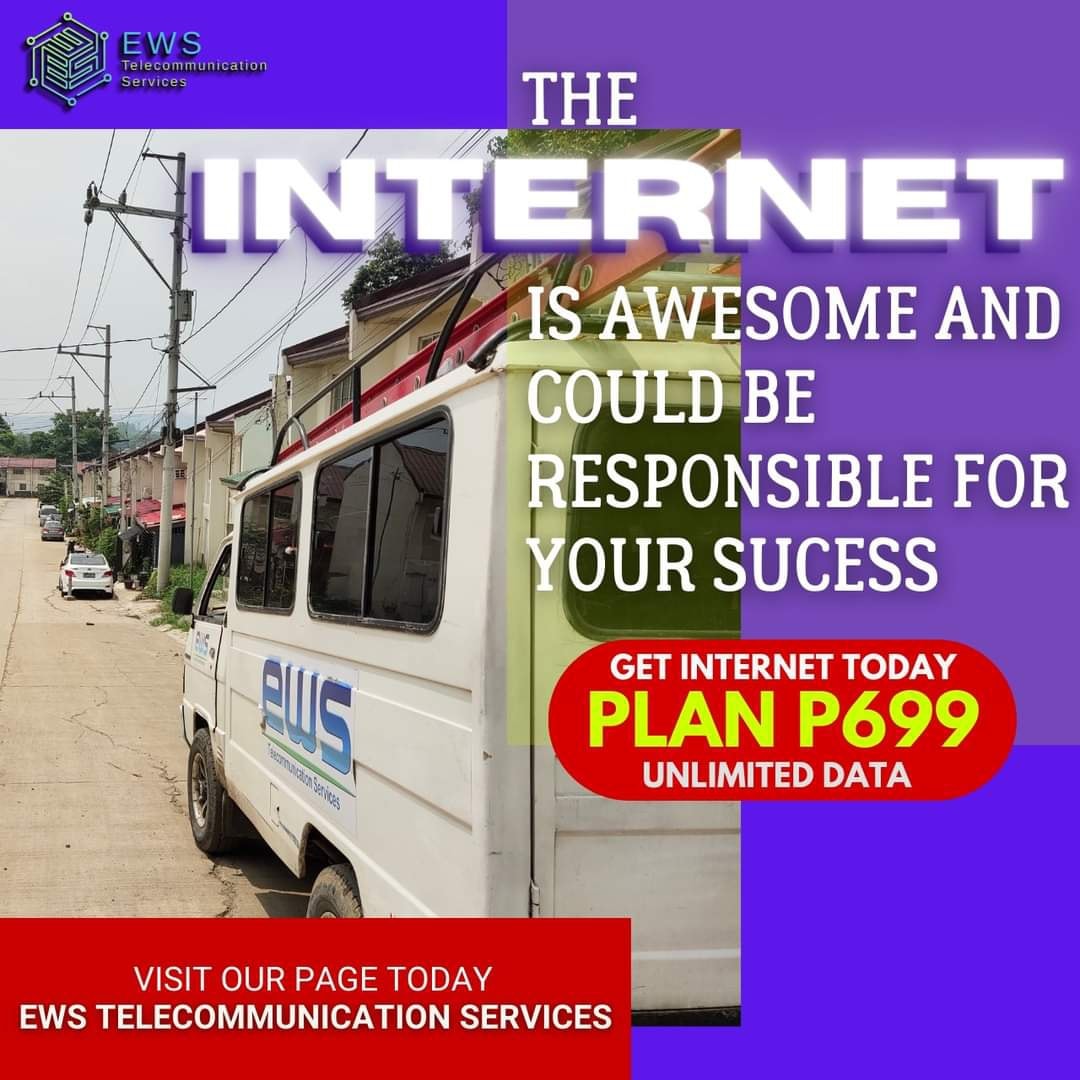 EWS
Telecommunication
Services
THE
INTERNET
IS AWESOME AND
COULD BE
RESPONSIBLE FOR
YOUR SUCESS
GET INTERNET TODAY
PLAN P699
UNLIMITED DATA
ews
ews
Telecommunication Services
VISIT OUR PAGE TODAY
EWS TELECOMMUNICATION SERVICES